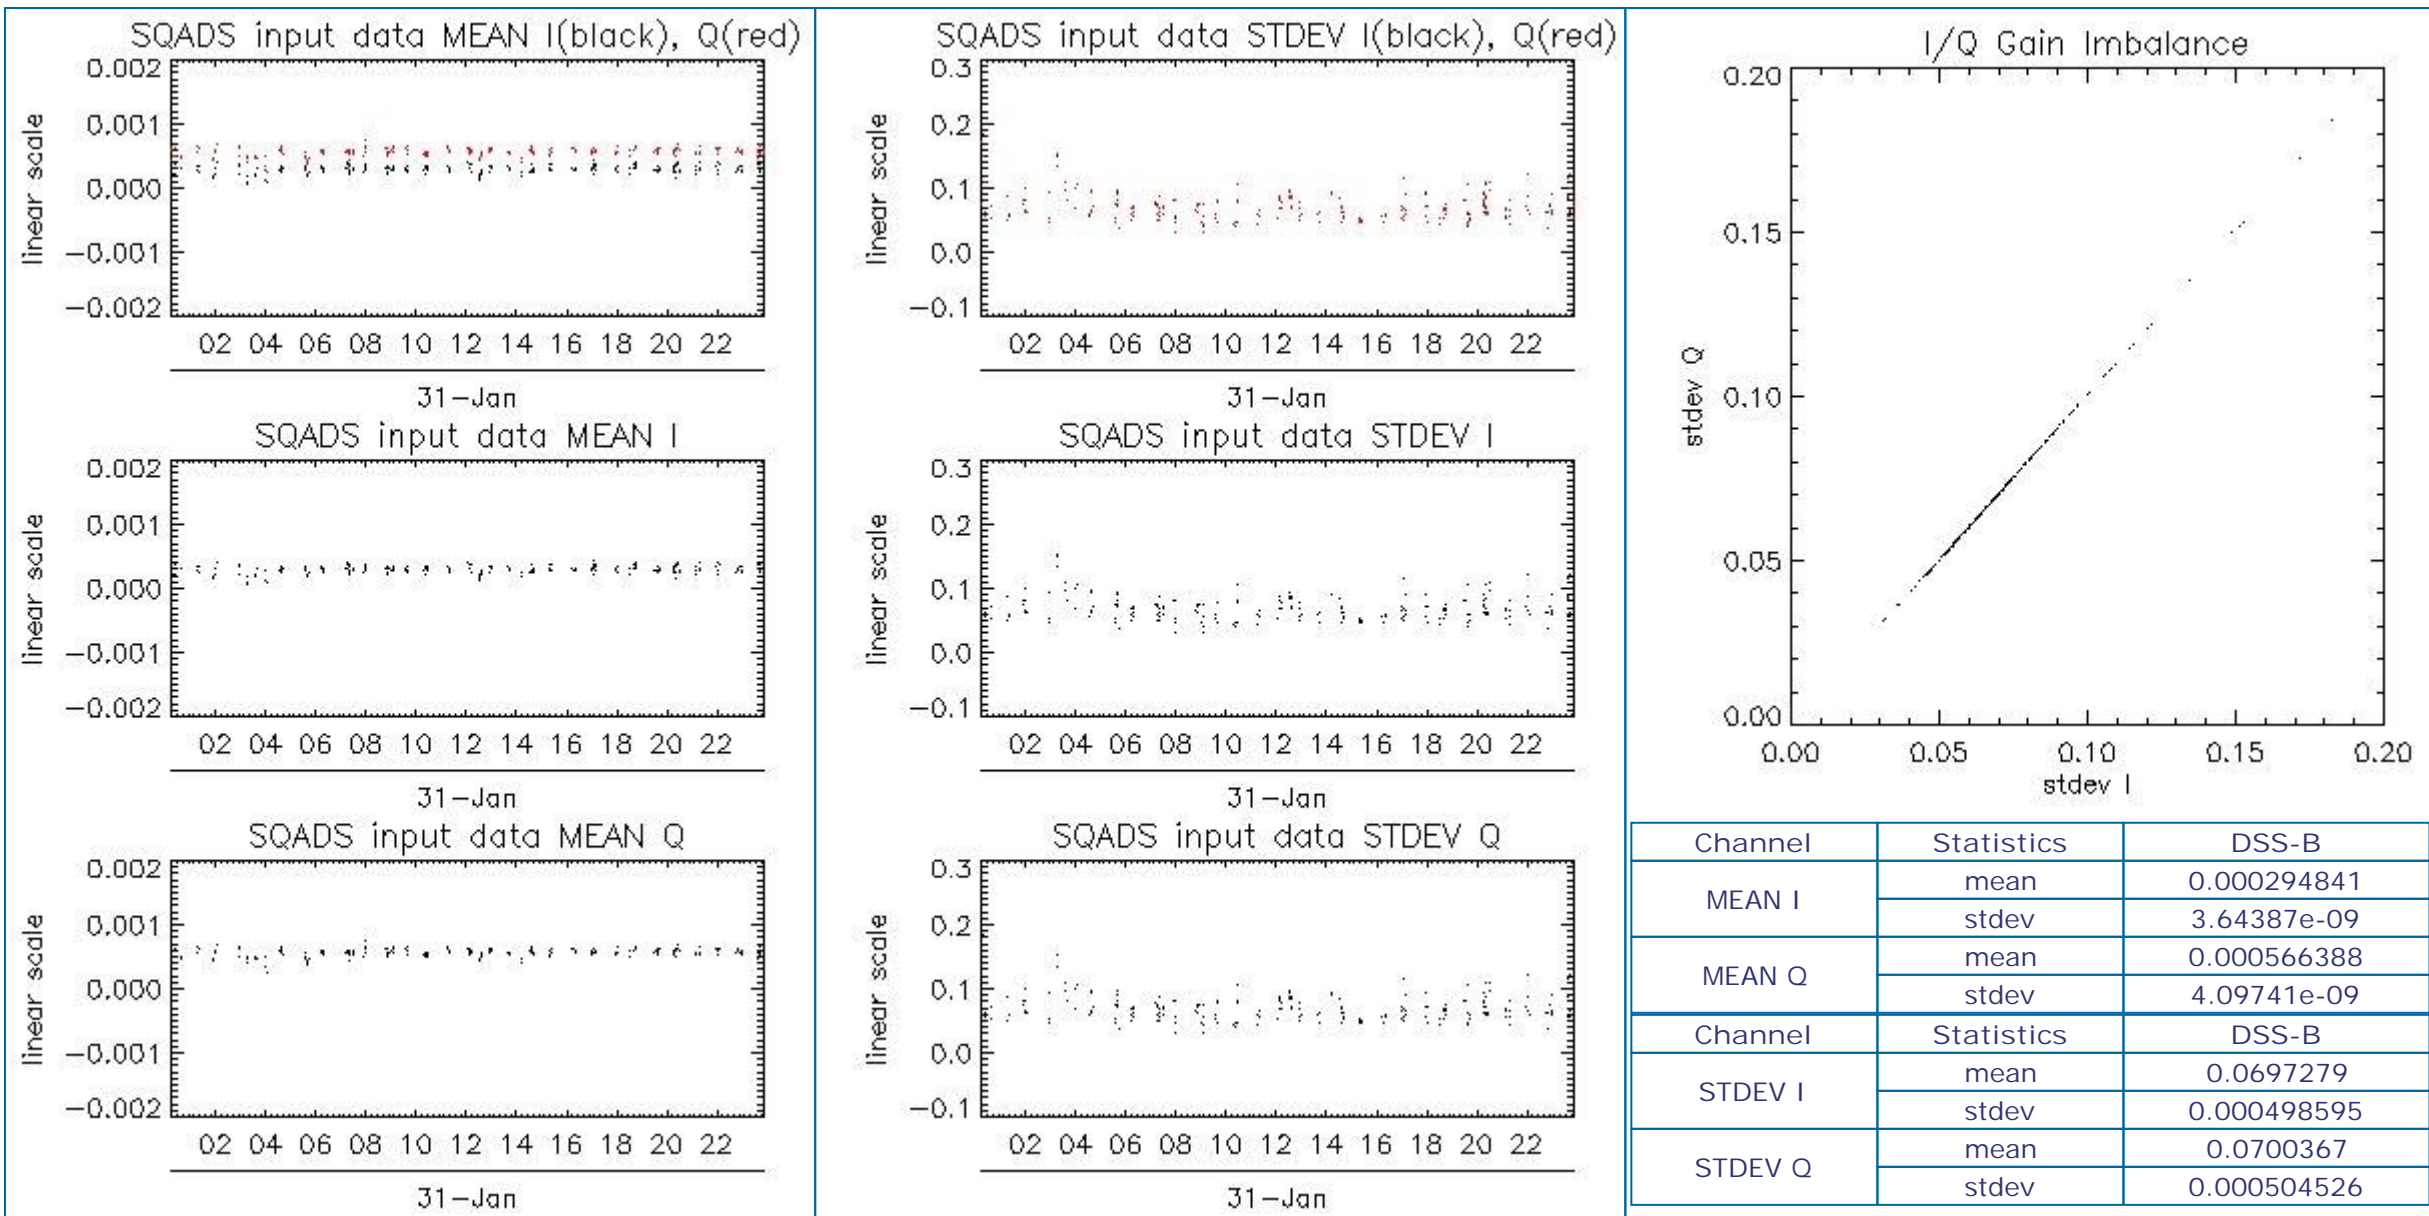 SQADS input data MEAN I(black), Q(red)
0.002
0.001
0.000
-0.001
-0.002
linear scale
02 04 06 08 10 12 14 16 18 20 22
31-Jan
SQADS input data MEAN I
0.002
0.001
0.000
-0.001
-0.002
linear scale
02 04 06 08 10 12 14 16 18 20 22
31-Jan
SQADS input data MEAN Q
0.002
0.001
0.000
-0.001
-0.002
linear scale
02 04 06 08 10 12 14 16 18 20 22
31-Jan
SQADS input data STDEV I(black), Q(red)
0.3
0.2
0.1
0.0
-0.1
linear scale
02 04 06 08 10 12 14 16 18 20 22
31-Jan
SQADS input data STDEV I
0.3
0.2
0.1
0.0
-0.1
linear scale
02 04 06 08 10 12 14 16 18 20 22
31-Jan
SQADS input data STDEV Q
0.3
0.2
0.1
0.0
-0.1
linear scale
02 04 06 08 10 12 14 16 18 20 22
31-Jan
I/Q Gain Imbalance
0.20
0.15
0.10
0.05
0.00
stdev Q
0.00 0.05 0.10 0.15 0.20
stdev I
Channel Statistics DSS-B
MEAN I mean 0.000294841
stdev 3.64387e-09
MEAN Q mean 0.000566388
stdev 4.09741e-09
Channel Statistics DSS-B
STDEV I mean 0.0697279
stdev 0.000498595
STDEV Q mean 0.0700367
stdev 0.000504526